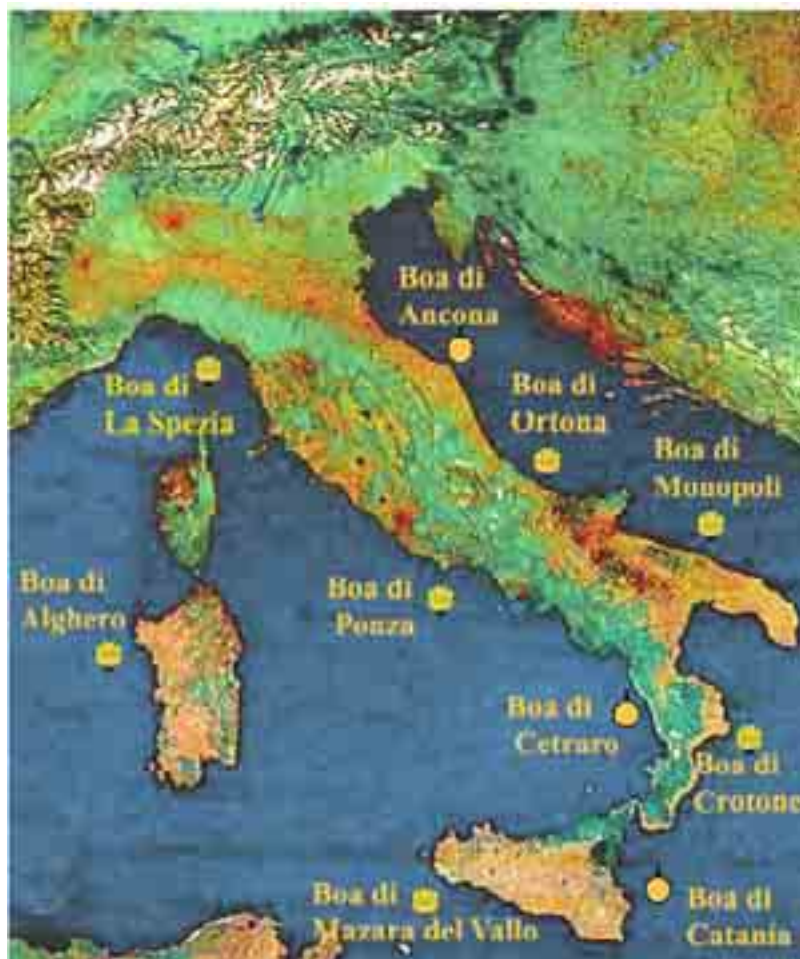 Boa di
Ancona
Boa di
La Spezia
Boa di
Ortona
Boa di
Monopoli
Boa di
Alghero
Boa di
Ponza
Boa di
Cetraro
Boa di
Crotone
Boa di
Mazara del Vallo
Boa di
Catania